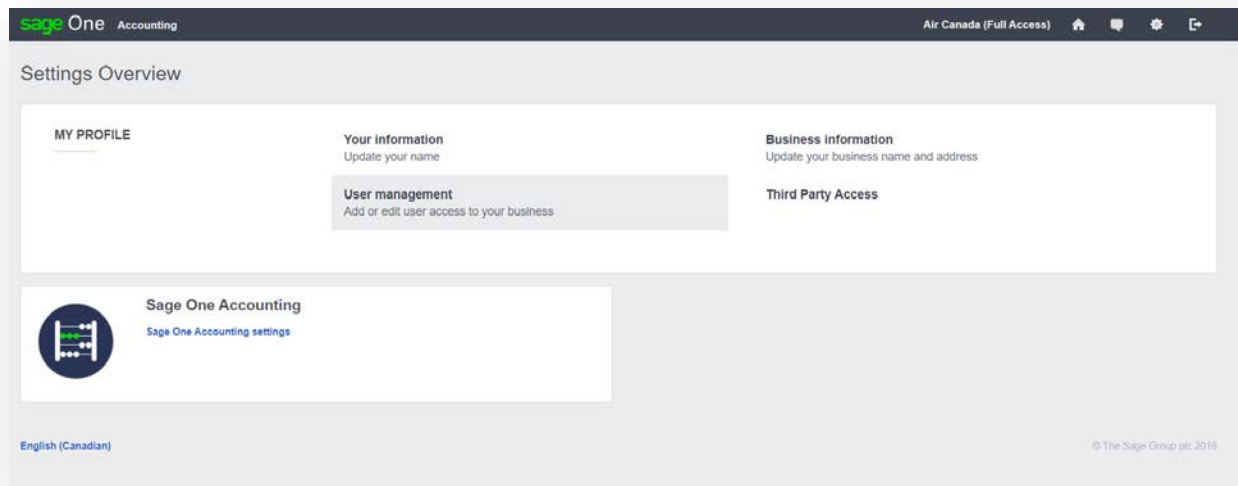 sage One Accounting
Air Canada (Full Access)
Settings Overview
MY PROFILE
Your information
Update your name
Business information
Update your business name and address
User management
Add or edit user access to your business
Third Party Access
Sage One Accounting
Sage One Accounting settings
English (Canadian)
© The Sage Group plc 2018